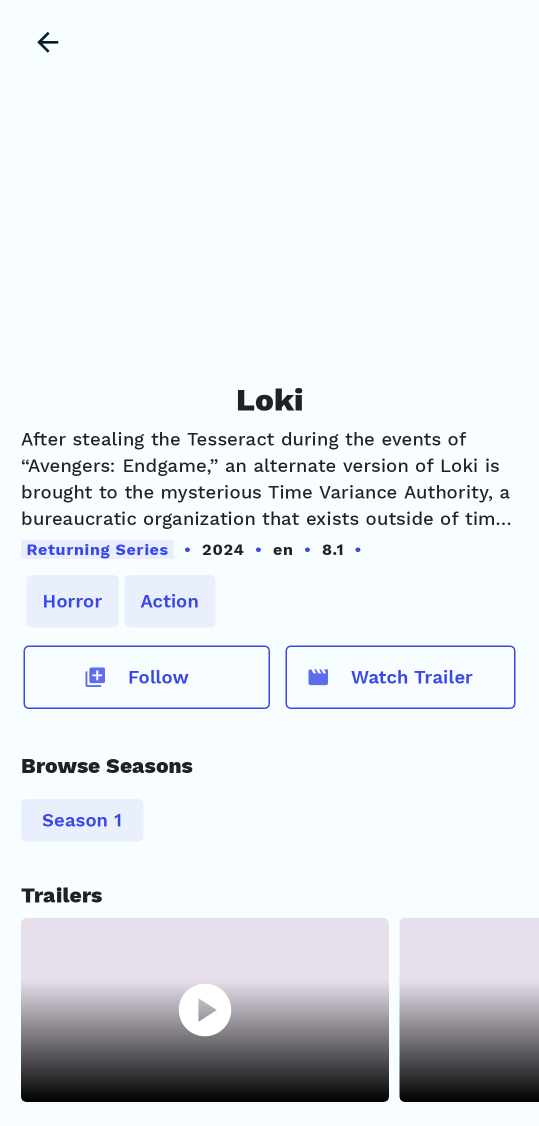 Loki
After stealing the Tesseract during the events of
“Avengers: Endgame,” an alternate version of Loki is
brought to the mysterious Time Variance Authority, a
bureaucratic organization that exists outside of tim…
Returning Series • 2024 • en • 8.1 •
Horror Action
Follow Watch Trailer
Browse Seasons
Season 1
Trailers